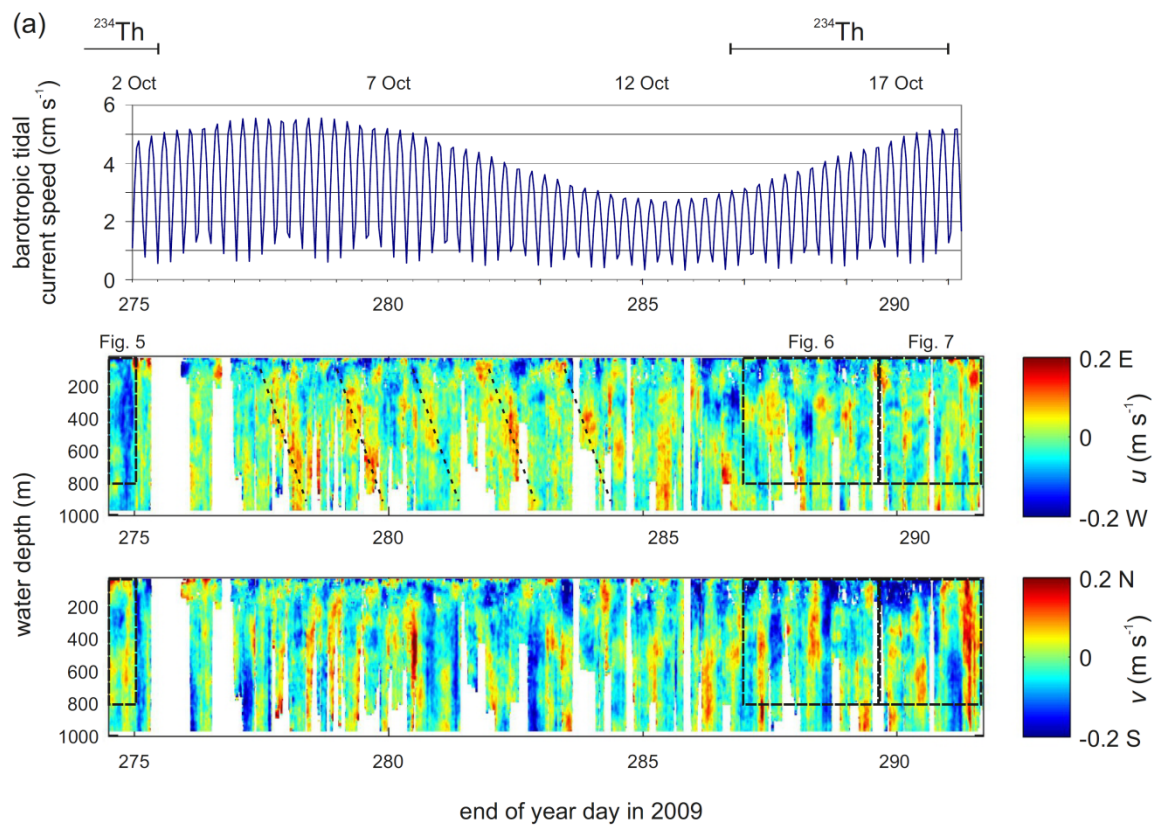 (a)
²³⁴Th ²³⁴Th
2 Oct 7 Oct 12 Oct 17 Oct
barotropic tidal
current speed (cm s⁻¹)
6
4
2
0
275 280 285 290
Fig. 5 Fig. 6 Fig. 7
200
400
600
800
1000
275 280 285 290
0.2 E
0
-0.2 W
u (m s⁻¹)
water depth (m)
200
400
600
800
1000
275 280 285 290
0.2 N
0
-0.2 S
v (m s⁻¹)
end of year day in 2009